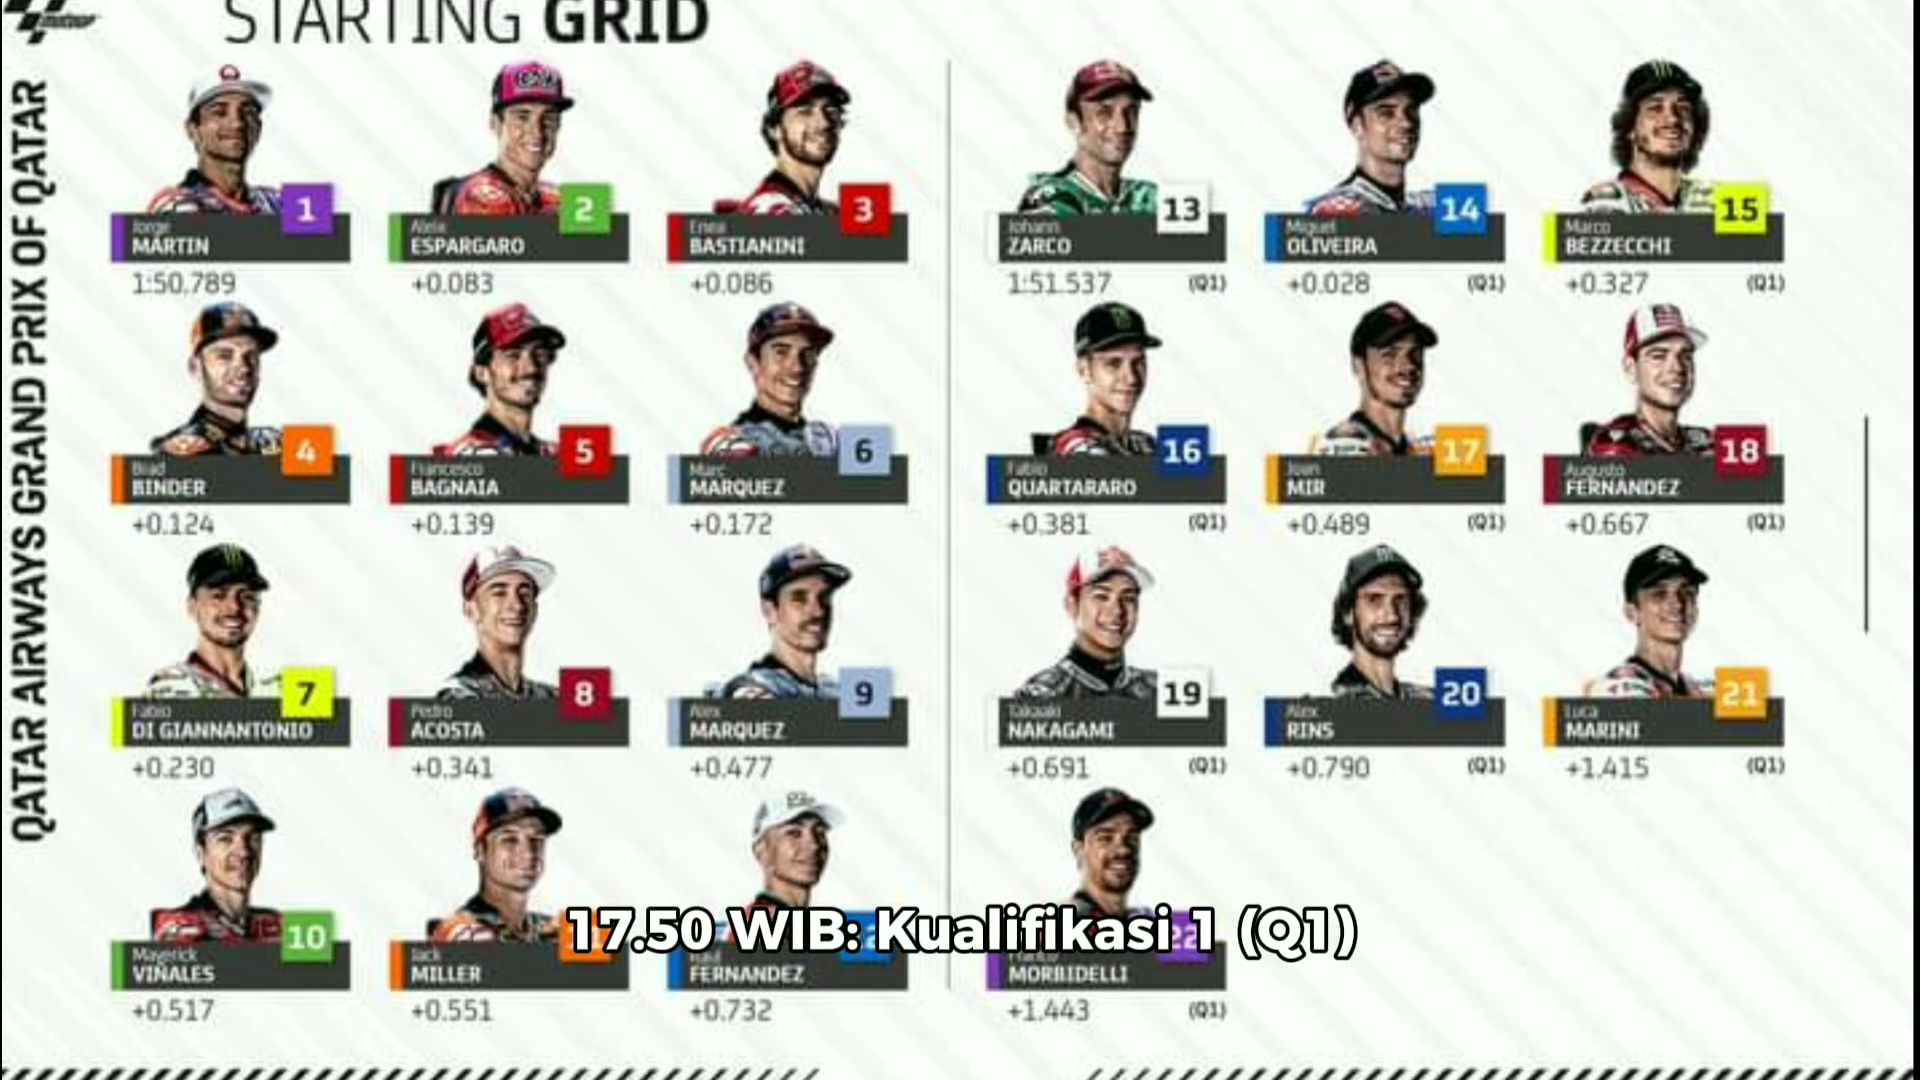 STARTING GRID
QATAR AIRWAYS GRAND PRIX OF QATAR
1
Jorge
MARTIN
1:50.789
2
Aleix
ESPARGARO
+0.083
3
Enea
BASTIANINI
+0.086
4
Brad
BINDER
+0.124
5
Francesco
BAGNAIA
+0.139
6
Marc
MARQUEZ
+0.172
7
Fabio
DI GIANNANTONIO
+0.230
8
Pedro
ACOSTA
+0.341
9
Alex
MARQUEZ
+0.477
10
Maverick
VIÑALES
+0.517
Jack
MILLER
+0.551
Raul
FERNANDEZ
+0.732
13
Johann
ZARCO
1:51.537 (Q1)
14
Miguel
OLIVEIRA
+0.028 (Q1)
15
Marco
BEZZECCHI
+0.327 (Q1)
16
Fabio
QUARTARARO
+0.381 (Q1)
17
Joan
MIR
+0.489 (Q1)
18
Augusto
FERNANDEZ
+0.667 (Q1)
19
Takaaki
NAKAGAMI
+0.691 (Q1)
20
Alex
RINS
+0.790 (Q1)
21
Luca
MARINI
+1.415 (Q1)
22
Franco
MORBIDELLI
+1.443 (Q1)
17.50 WIB: Kualifikasi 1 (Q1)